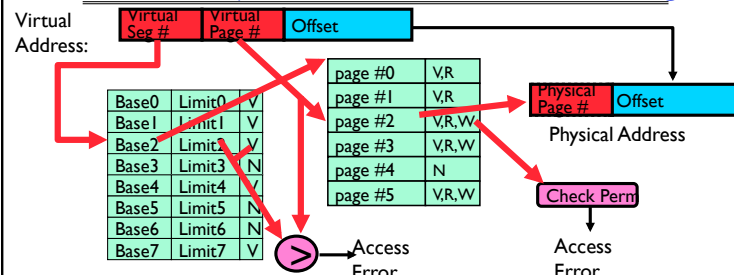 Virtual
Address:
Virtual
Seg #
Virtual
Page #
Offset
page #0 V,R
page #1 V,R
page #2 V,R,W
page #3 V,R,W
page #4 N
page #5 V,R,W
Physical
Page #
Offset
Physical Address
Base0 Limit0 V
Base1 Limit1 V
Base2 Limit2 V
Base3 Limit3 N
Base4 Limit4 V
Base5 Limit5 N
Base6 Limit6 N
Base7 Limit7 V
>
Access
Error
Check Perm
Access
Error